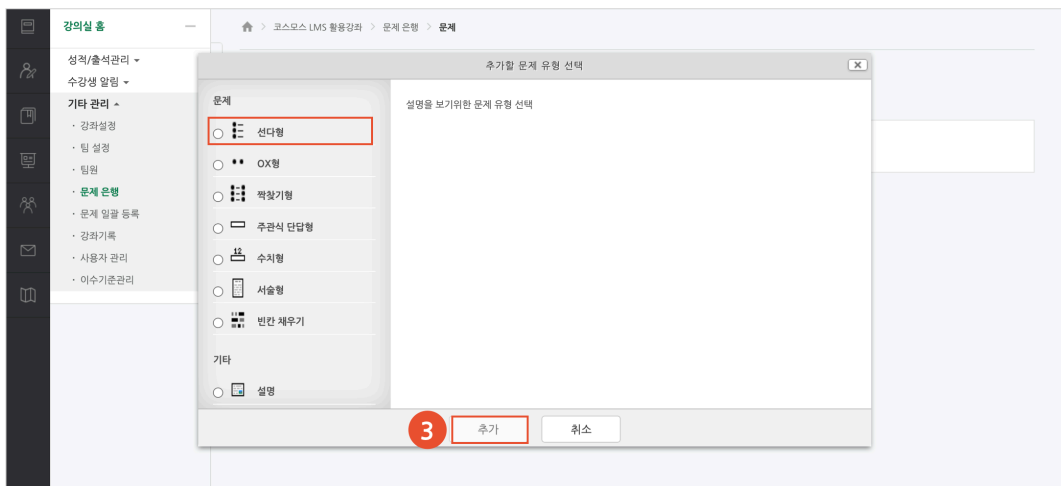 강의실 홈
코스모스 LMS 활용강좌 > 문제 은행 > 문제
성적/출석관리
수강생 알림
기타 관리
· 강좌설정
· 팀 설정
· 팀원
· 문제 은행
· 문제 일괄 등록
· 강좌기록
· 사용자 관리
· 이수기준관리
추가할 문제 유형 선택
문제
선다형
OX형
짝찾기형
주관식 단답형
12
수치형
서술형
빈칸 채우기
기타
설명
설명을 보기위한 문제 유형 선택
3
추가
취소